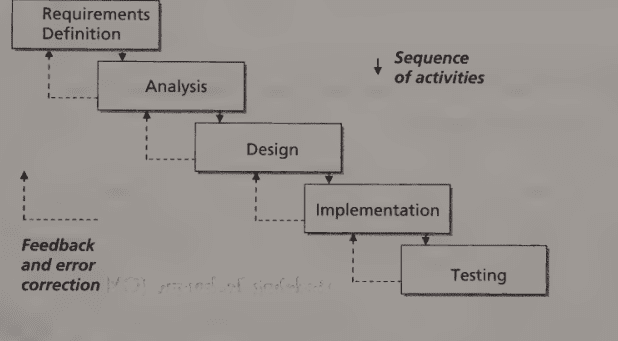 Requirements
Definition
Analysis
Sequence
of activities
Design
Implementation
Feedback
and error
correction
Testing